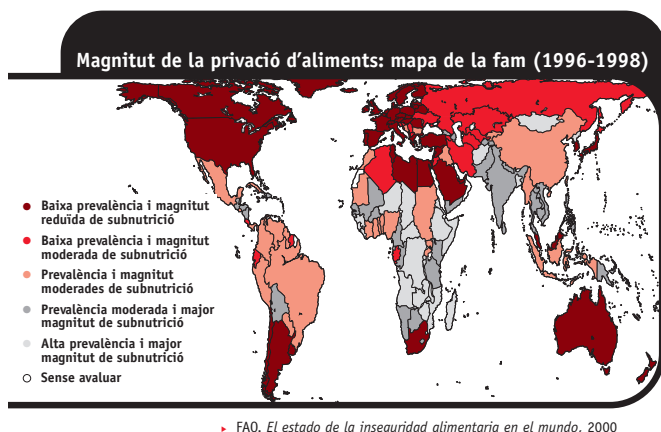 Magnitut de la privació d'aliments: mapa de la fam (1996-1998)
Baixa prevalència i magnitut
reduïda de subnutrició
Baixa prevalència i magnitut
moderada de subnutrició
Prevalència i magnitut
moderades de subnutrició
Prevalència moderada i major
magnitut de subnutrició
Alta prevalència i major
magnitut de subnutrició
Sense avaluar
FAO. El estado de la inseguridad alimentaria en el mundo. 2000